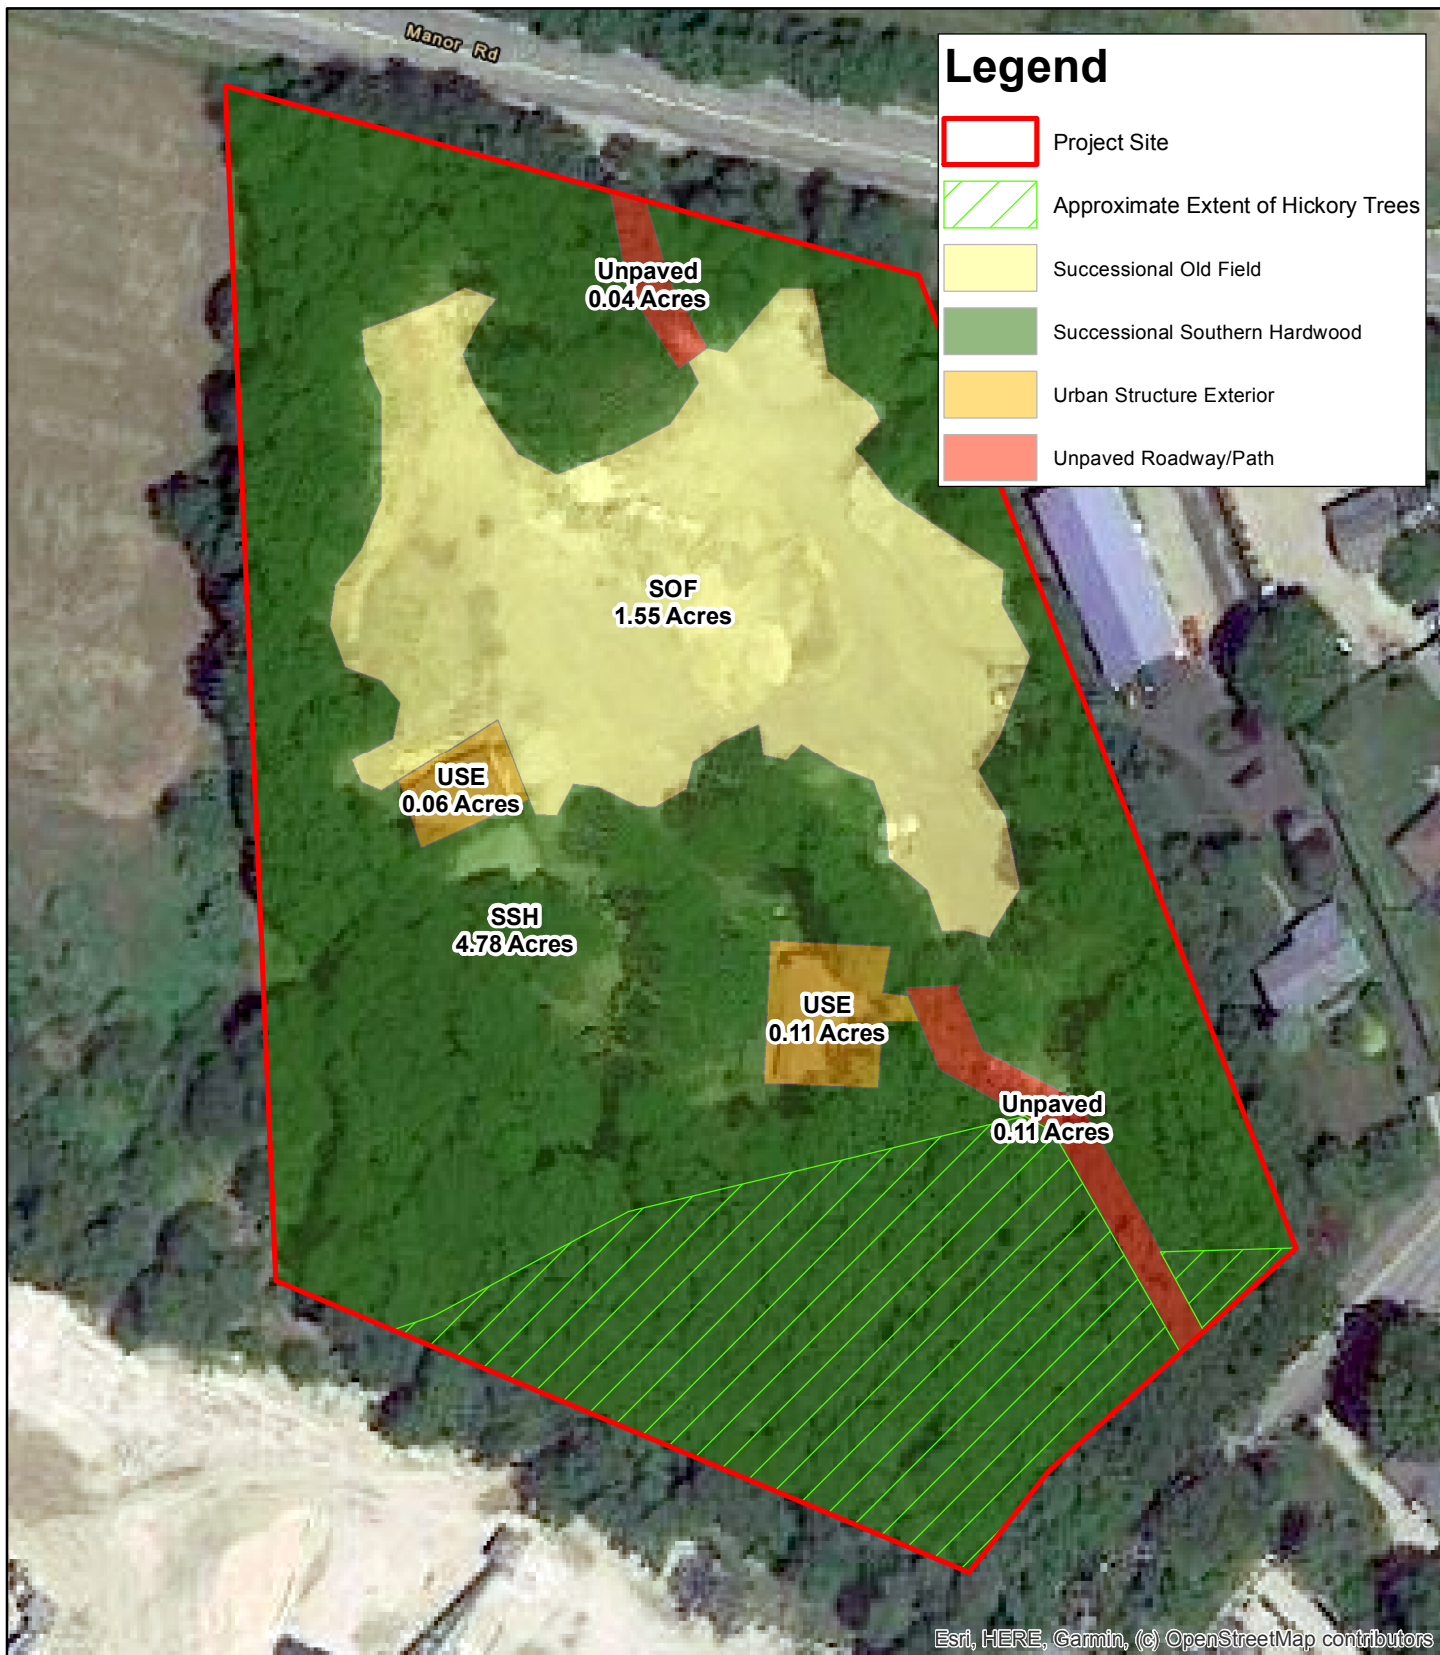 Manor Rd
Legend
Project Site
Approximate Extent of Hickory Trees
Successional Old Field
Successional Southern Hardwood
Urban Structure Exterior
Unpaved Roadway/Path
Unpaved
0.04 Acres
SOF
1.55 Acres
USE
0.06 Acres
SSH
4.78 Acres
USE
0.11 Acres
Unpaved
0.11 Acres
Esri, HERE, Garmin, (c) OpenStreetMap contributors